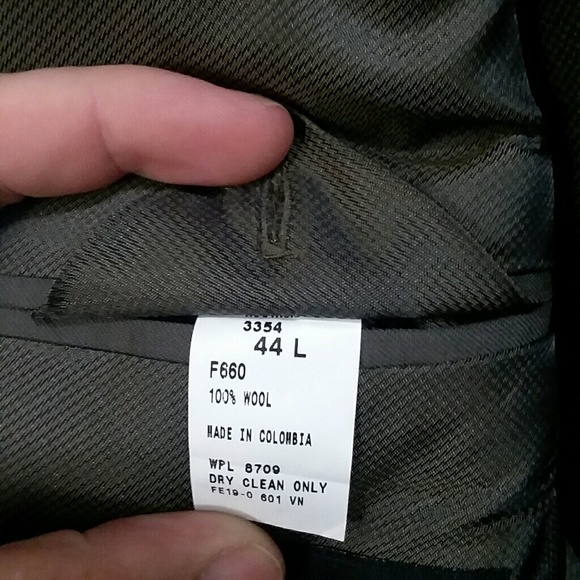 3354
44 L
F660
100% WOOL
MADE IN COLOMBIA
WPL 8709
DRY CLEAN ONLY
FE19-0 601 VN